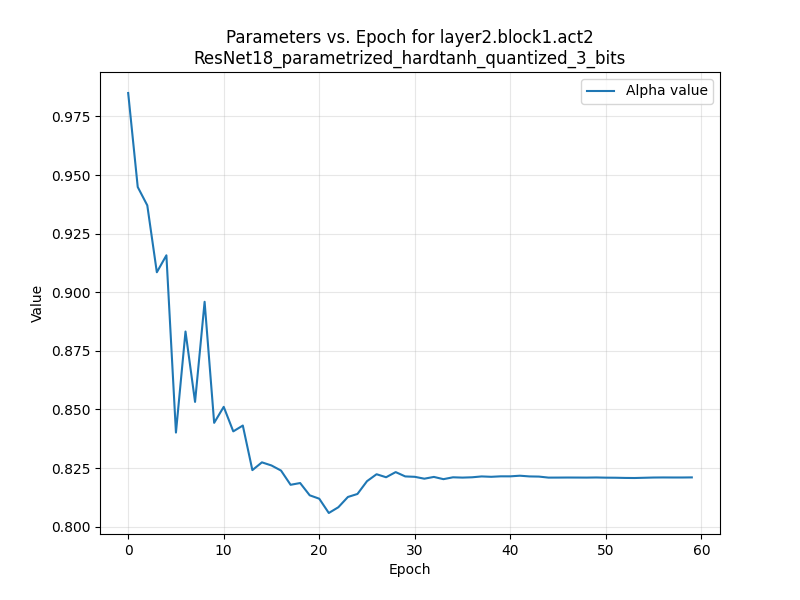 Parameters vs. Epoch for layer2.block1.act2
ResNet18_parametrized_hardtanh_quantized_3_bits
Alpha value
0.975
0.950
0.925
0.900
0.875
0.850
0.825
0.800
Value
0 10 20 30 40 50 60
Epoch